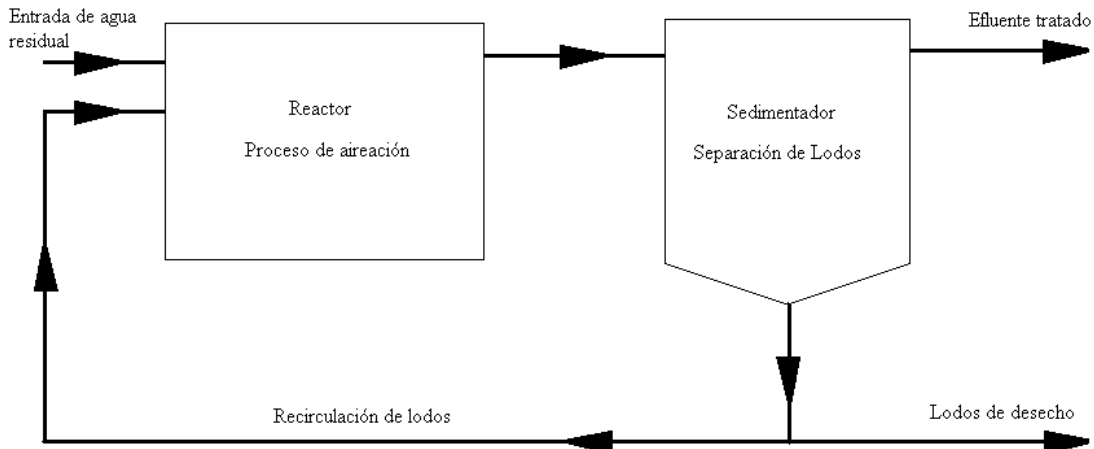 Entrada de agua
residual
Efluente tratado
Reactor
Proceso de aireación
Sedimentador
Separación de Lodos
Recirculación de lodos
Lodos de desecho